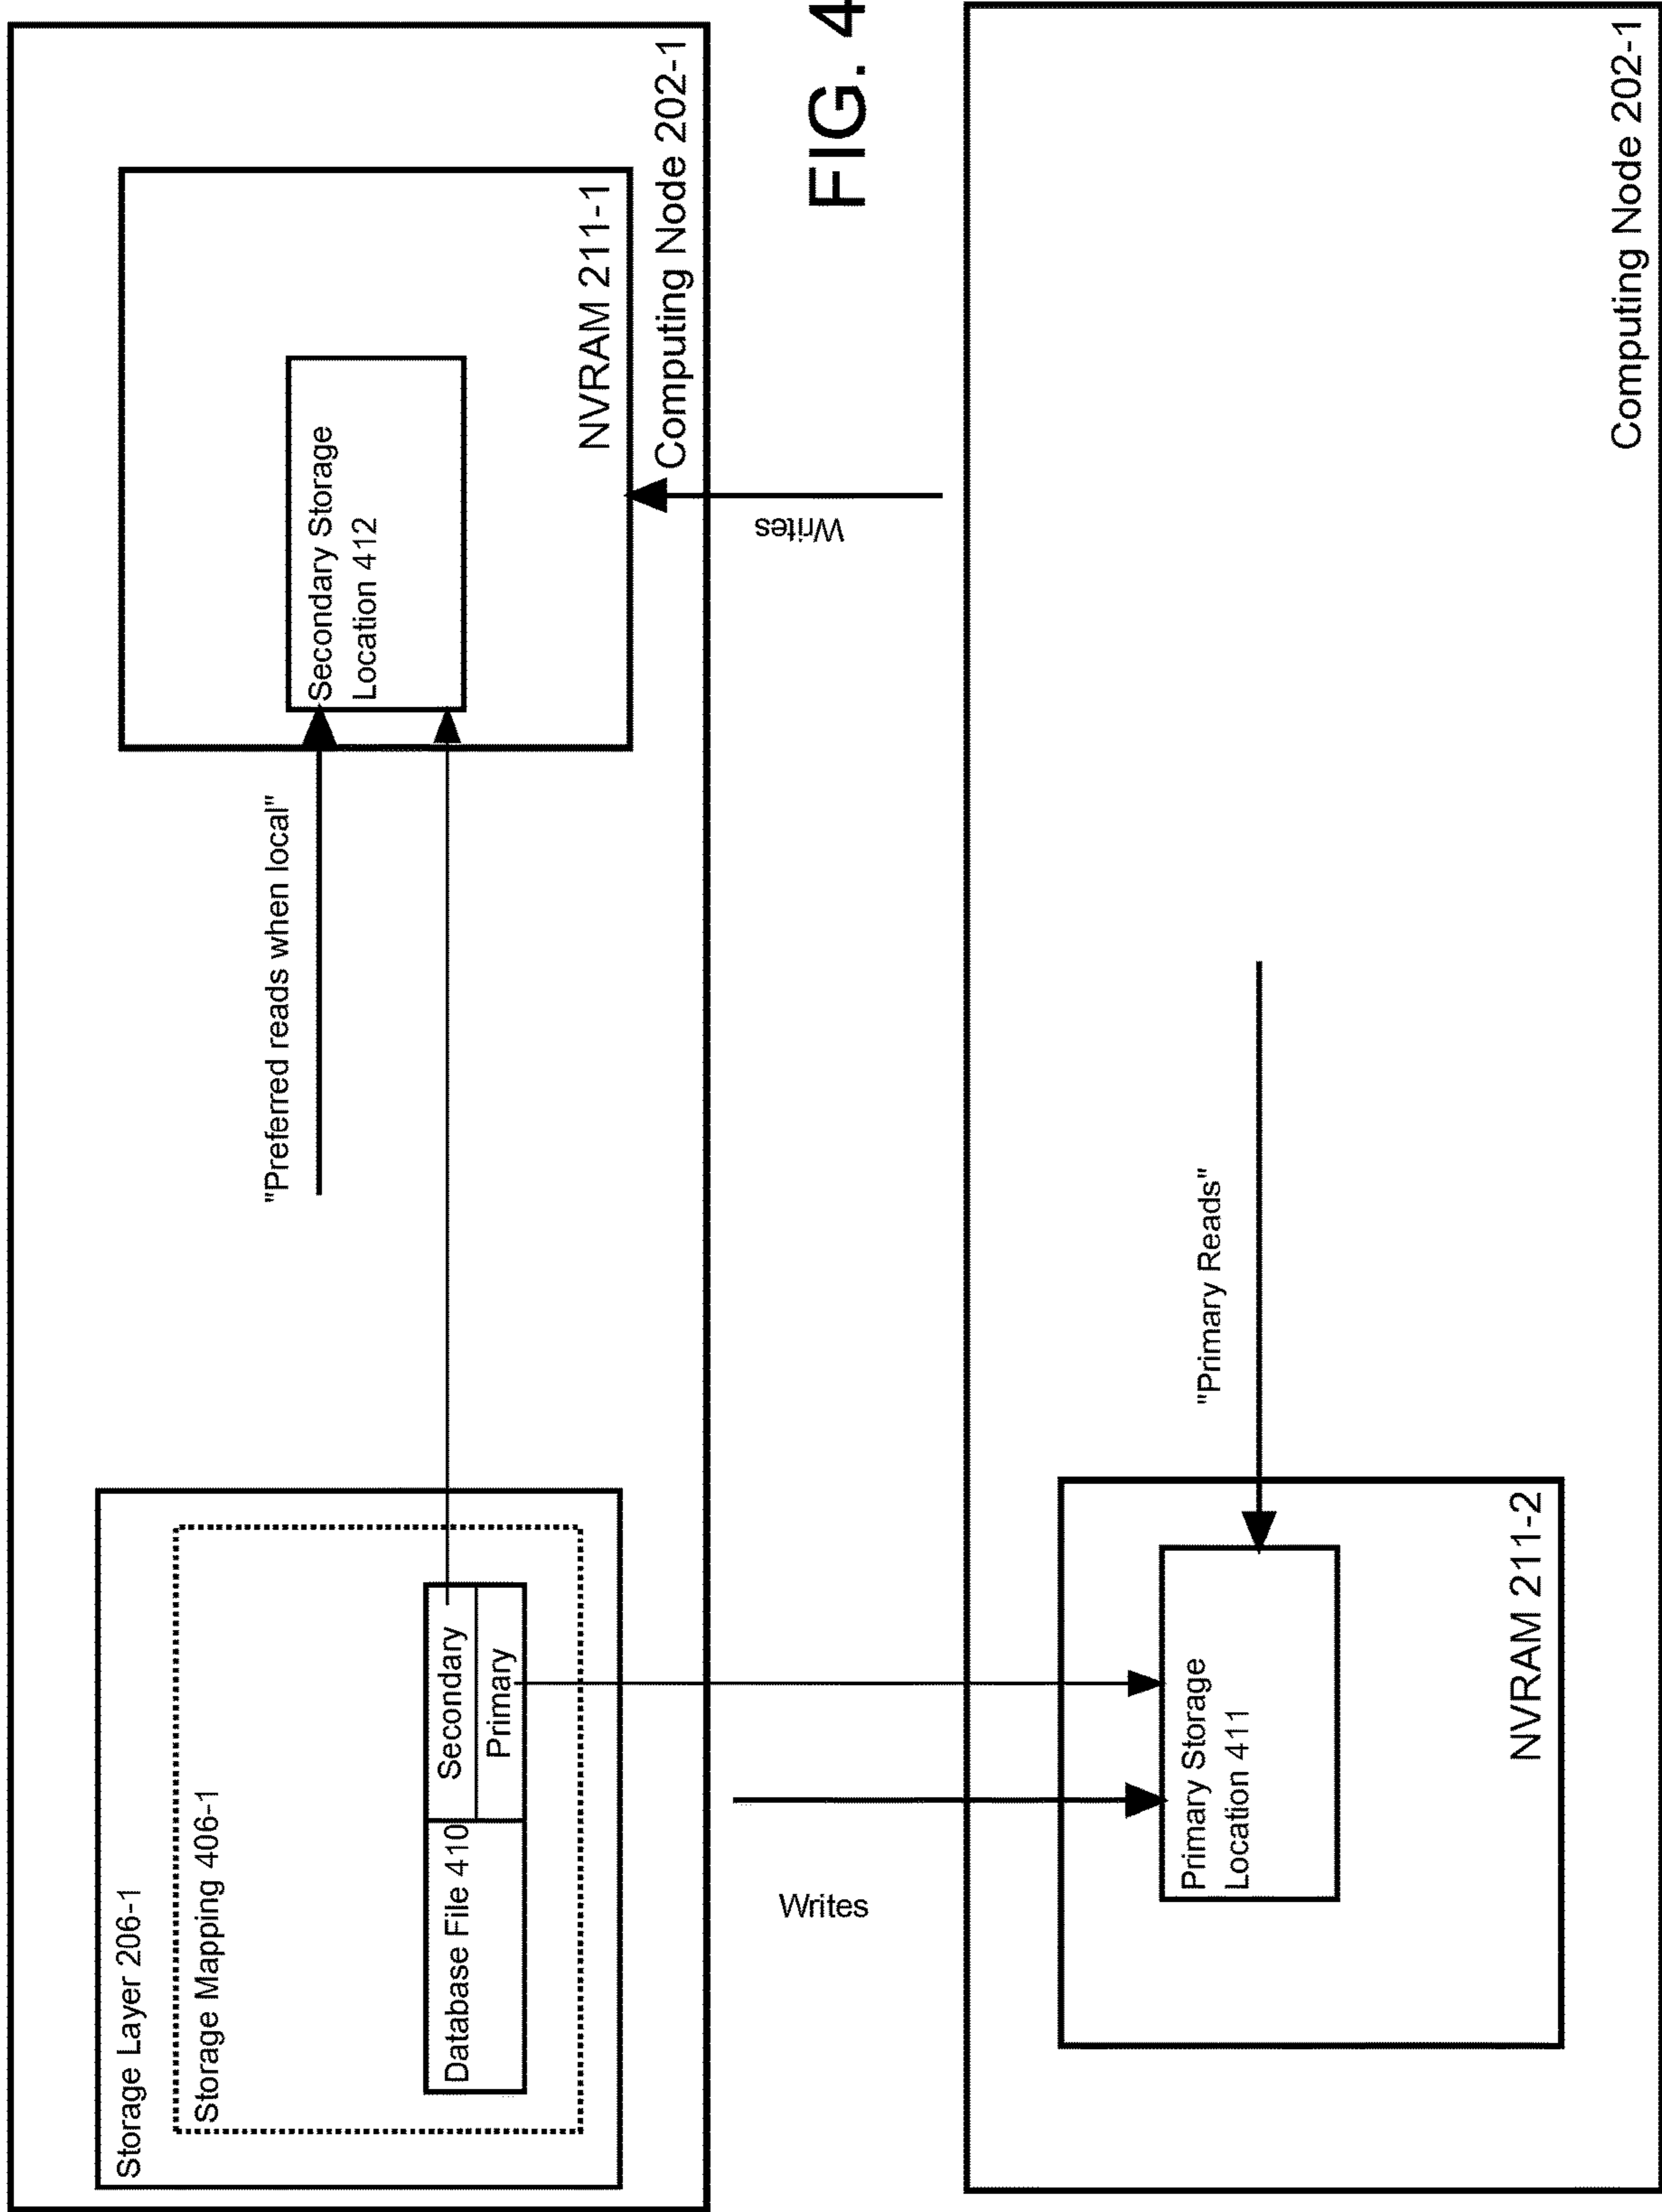 Storage Layer 206-1
Storage Mapping 406-1
Database File 410
Secondary
Primary
"Preferred reads when local"
Secondary Storage
Location 412
NVRAM 211-1
Computing Node 202-1
Writes
Writes
FIG. 4
Primary Storage
Location 411
"Primary Reads"
NVRAM 211-2
Computing Node 202-1